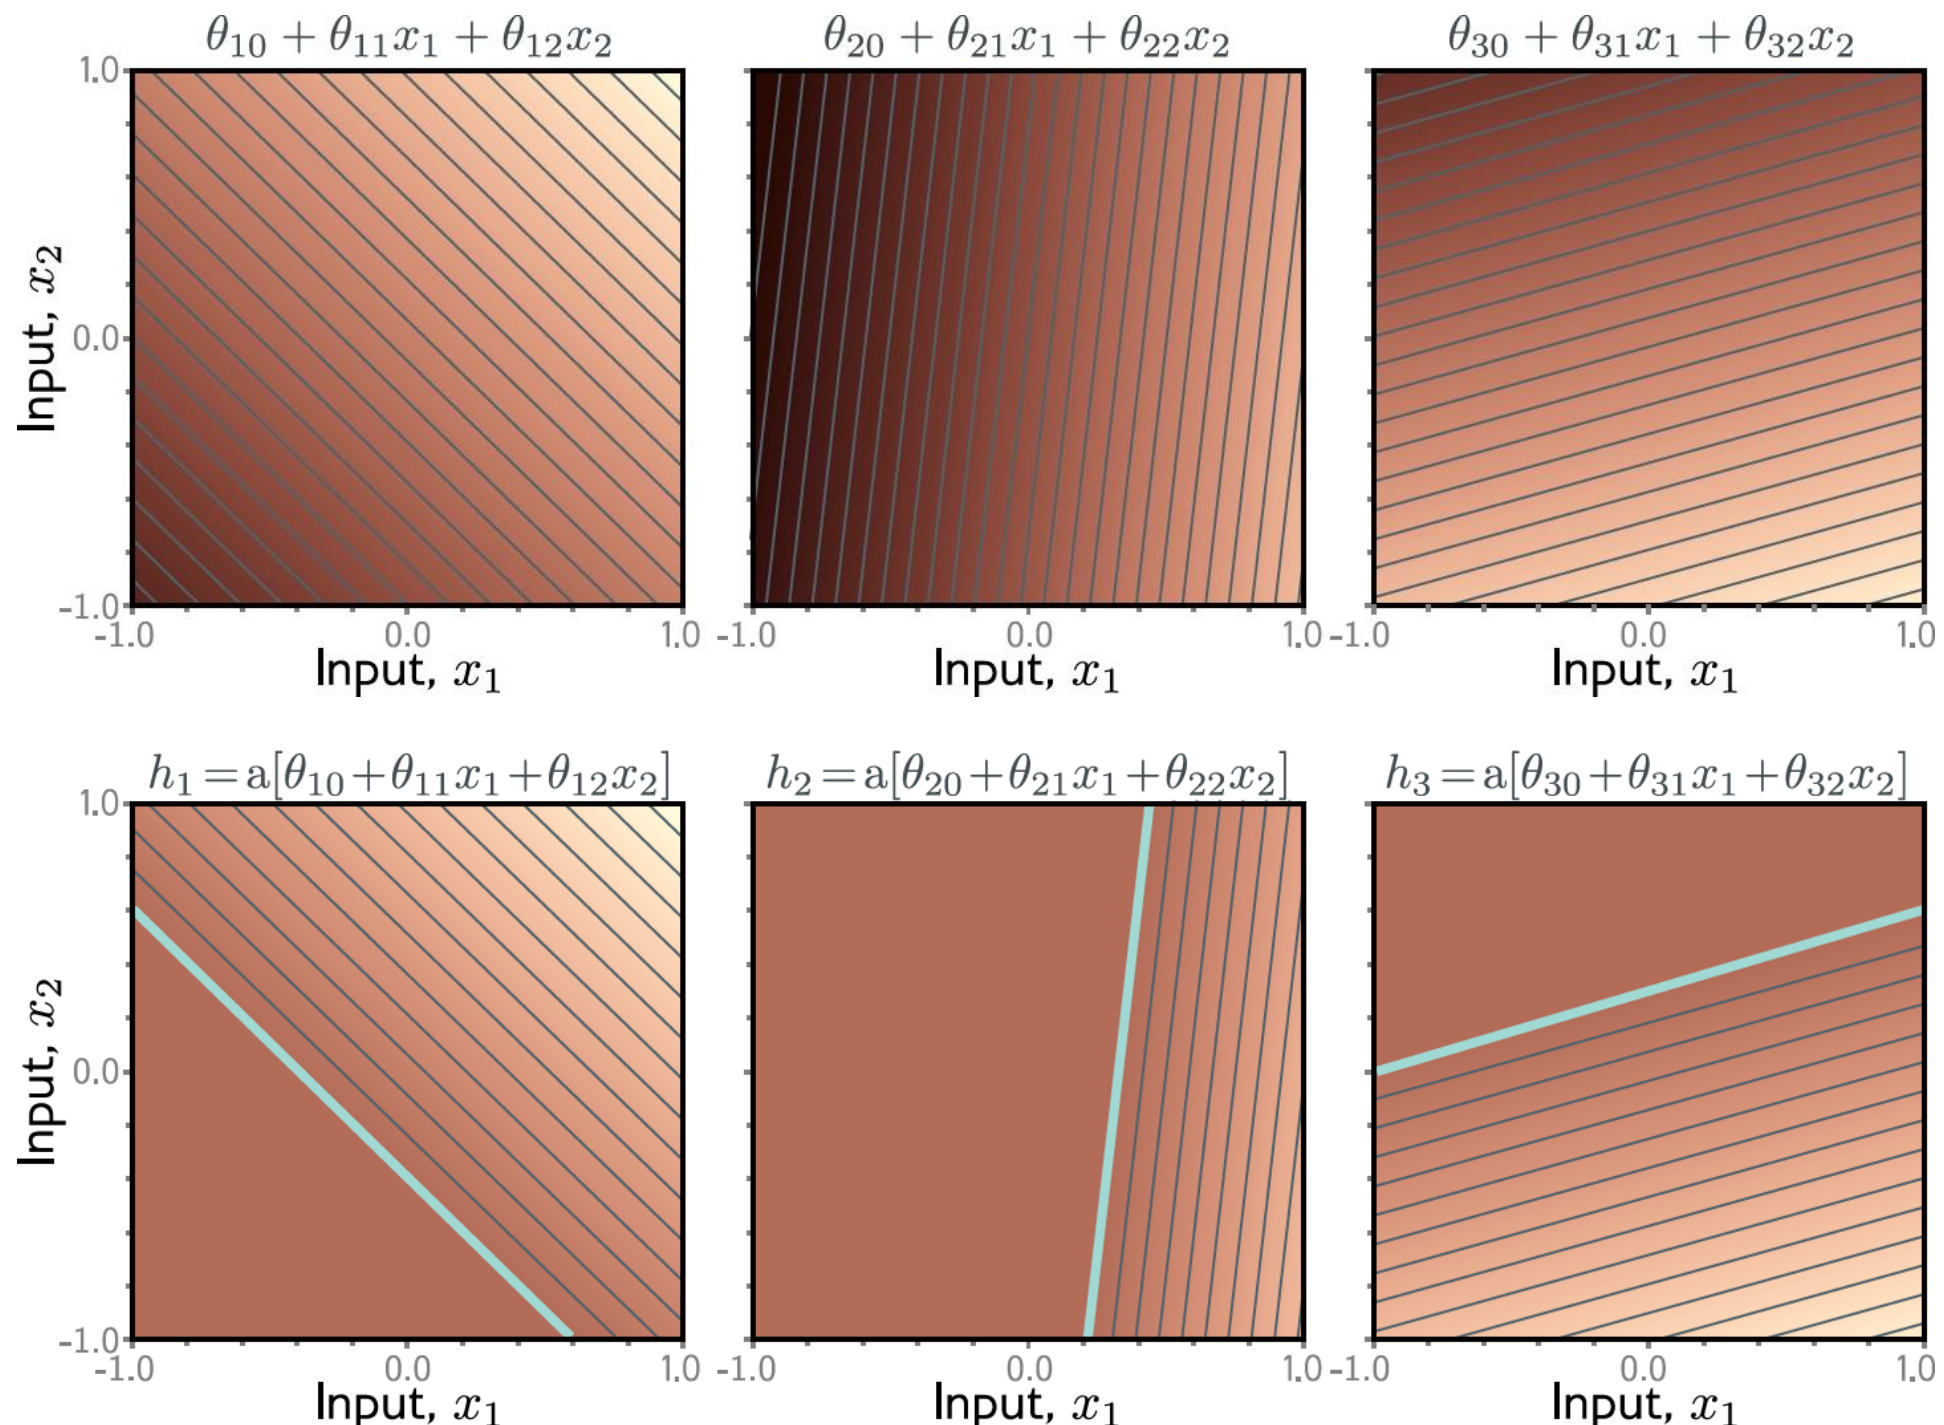 θ₁₀ + θ₁₁x₁ + θ₁₂x₂
θ₂₀ + θ₂₁x₁ + θ₂₂x₂
θ₃₀ + θ₃₁x₁ + θ₃₂x₂
1.0
0.0
-1.0
Input, x₂
-1.0 0.0 1.0
-1.0 0.0 1.0
-1.0 0.0 1.0
Input, x₁
Input, x₁
Input, x₁
h₁ = a[θ₁₀ + θ₁₁x₁ + θ₁₂x₂]
h₂ = a[θ₂₀ + θ₂₁x₁ + θ₂₂x₂]
h₃ = a[θ₃₀ + θ₃₁x₁ + θ₃₂x₂]
1.0
0.0
-1.0
Input, x₂
-1.0 0.0 1.0
-1.0 0.0 1.0
-1.0 0.0 1.0
Input, x₁
Input, x₁
Input, x₁